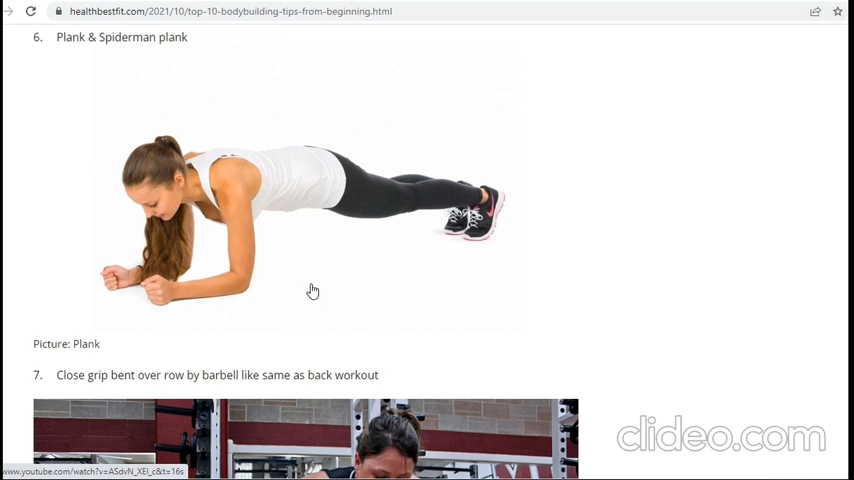 healthbestfit.com/2021/10/top-10-bodybuilding-tips-from-beginning.html
6. Plank & Spiderman plank
Picture: Plank
7. Close grip bent over row by barbell like same as back workout
clideo.com
www.youtube.com/watch?v=ASdvN_XEI_c&t=16s